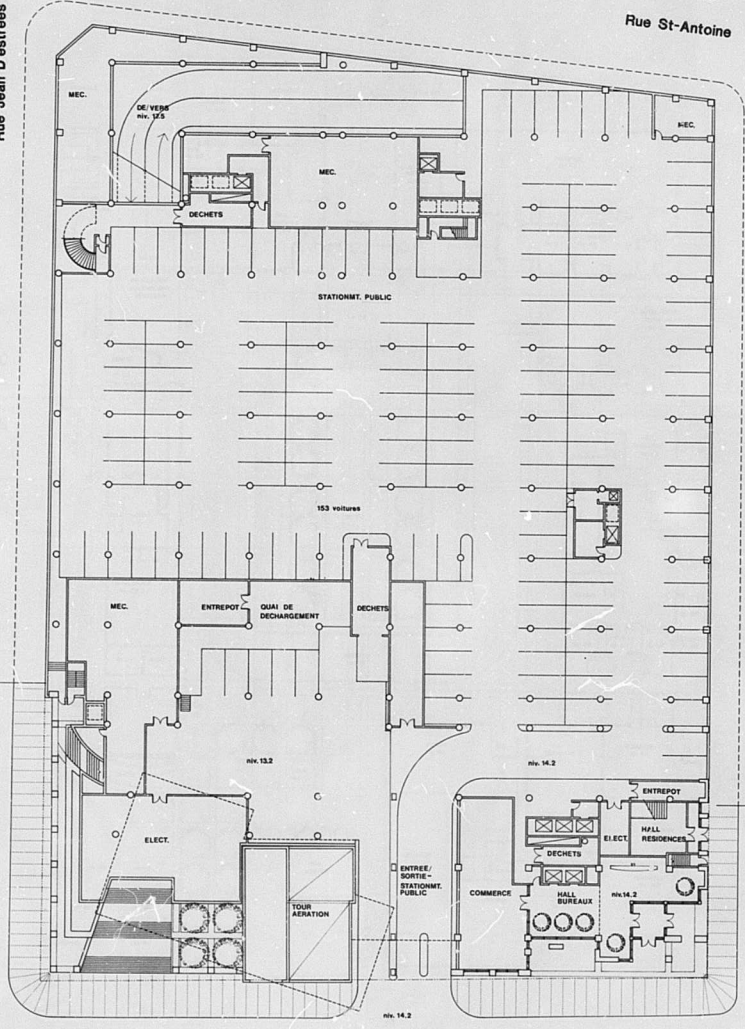 Rue St-Antoine
Rue Jean D'estrées
MEC.
DE/VERS
niv. 17.5
MEC.
MEC.
DECHETS
STATIONMT. PUBLIC
153 voitures
MEC.
ENTREPOT
QUAI DE
DECHARGEMENT
DECHETS
niv. 13.2
niv. 14.2
ENTREPOT
ELECT.
ELECT.
HALL
RESIDENCES
DECHETS
ENTREE/
SORTIE-
STATIONMT.
PUBLIC
COMMERCE
HALL
BUREAUX
niv. 14.2
TOUR
AERATION
niv. 14.2